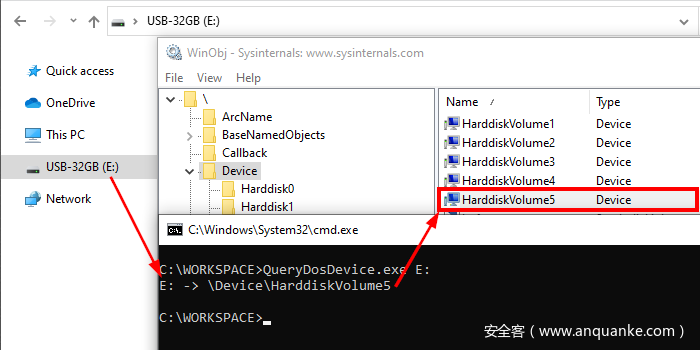 USB-32GB (E:)
WinObj - Sysinternals: www.sysinternals.com
File View Help
Quick access
OneDrive
This PC
USB-32GB (E:)
Network
\
ArcName
BaseNamedObjects
Callback
Device
Harddisk0
Harddisk1
Name Type
HarddiskVolume1 Device
HarddiskVolume2 Device
HarddiskVolume3 Device
HarddiskVolume4 Device
HarddiskVolume5 Device
C:\Windows\System32\cmd.exe
C:\WORKSPACE>QueryDosDevice.exe E:
E: -> \Device\HarddiskVolume5
C:\WORKSPACE>_
安全客（www.anquanke.com）